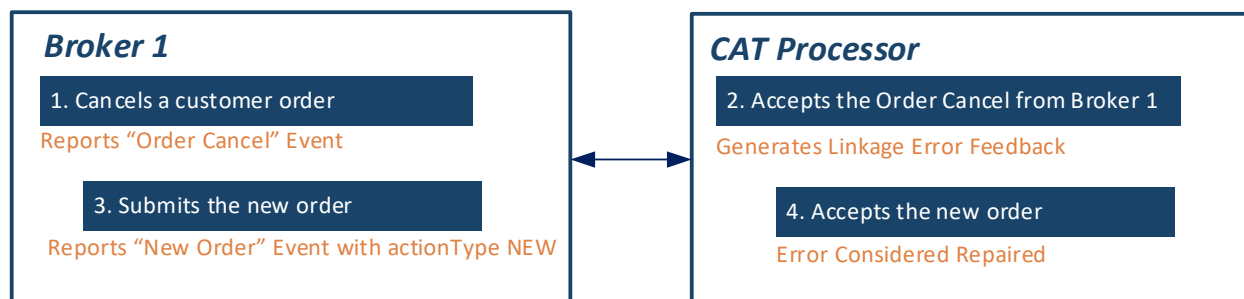 Broker 1
1. Cancels a customer order
Reports “Order Cancel” Event
3. Submits the new order
Reports “New Order” Event with actionType NEW
CAT Processor
2. Accepts the Order Cancel from Broker 1
Generates Linkage Error Feedback
4. Accepts the new order
Error Considered Repaired